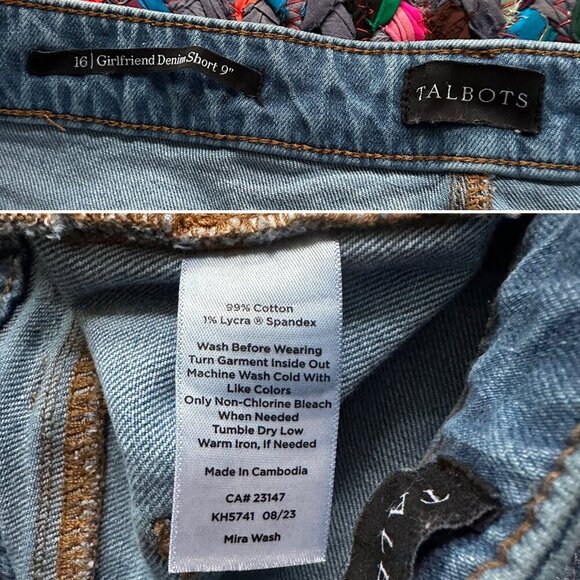 16 | Girlfriend Denim Short 9"
TALBOTS
99% Cotton
1% Lycra ® Spandex
Wash Before Wearing
Turn Garment Inside Out
Machine Wash Cold With
Like Colors
Only Non-Chlorine Bleach
When Needed
Tumble Dry Low
Warm Iron, If Needed
Made In Cambodia
CA# 23147
KH5741 08/23
Mira Wash